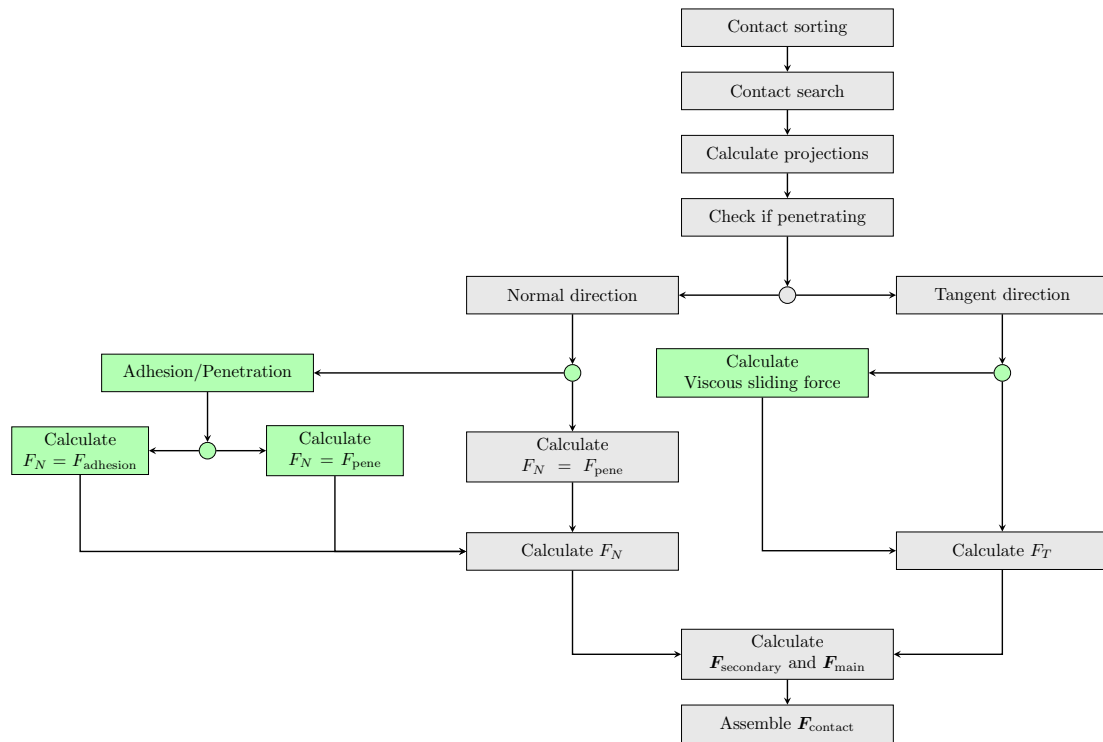 Contact sorting
Contact search
Calculate projections
Check if penetrating
Normal direction
Tangent direction
Adhesion/Penetration
Calculate
Viscous sliding force
Calculate
F_N = F_adhesion
Calculate
F_N = F_pene
Calculate
F_N = F_pene
Calculate F_N
Calculate F_T
Calculate
F_secondary and F_main
Assemble F_contact